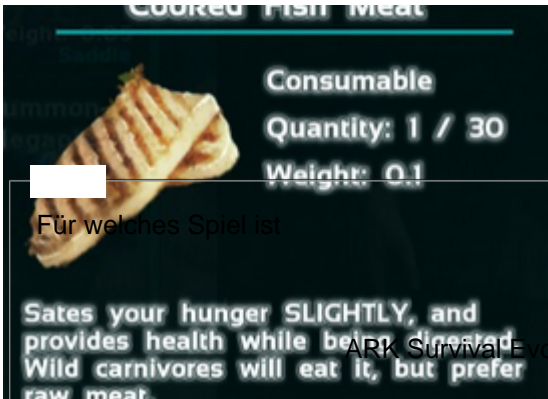 Cooked Fish Meat
Saddle
Consumable
Quantity: 1 / 30
Weight: 0.1
Für welches Spiel ist
Sates your hunger SLIGHTLY, and
provides health while being digested.
ARK Survival Evo
Wild carnivores will eat it, but prefer
raw meat.